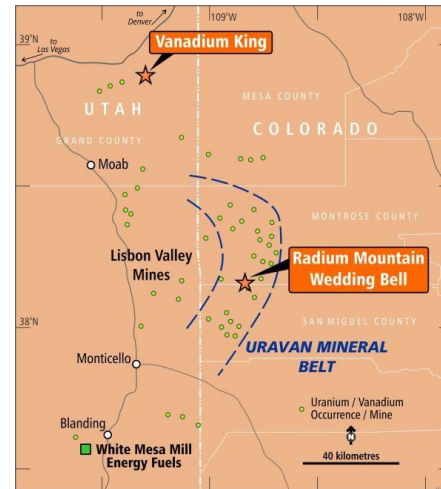 to
Denver
109°W
108°W
39°N
to
Las Vegas
Vanadium King
MESA COUNTY
UTAH
COLORADO
GRAND COUNTY
Moab
MONTROSE COUNTY
Lisbon Valley
Mines
Radium Mountain
Wedding Bell
38°N
SAN MIGUEL COUNTY
URAVAN MINERAL
BELT
Monticello
Uranium / Vanadium
Occurrence / Mine
Blanding
N
White Mesa Mill
Energy Fuels
40 kilometres